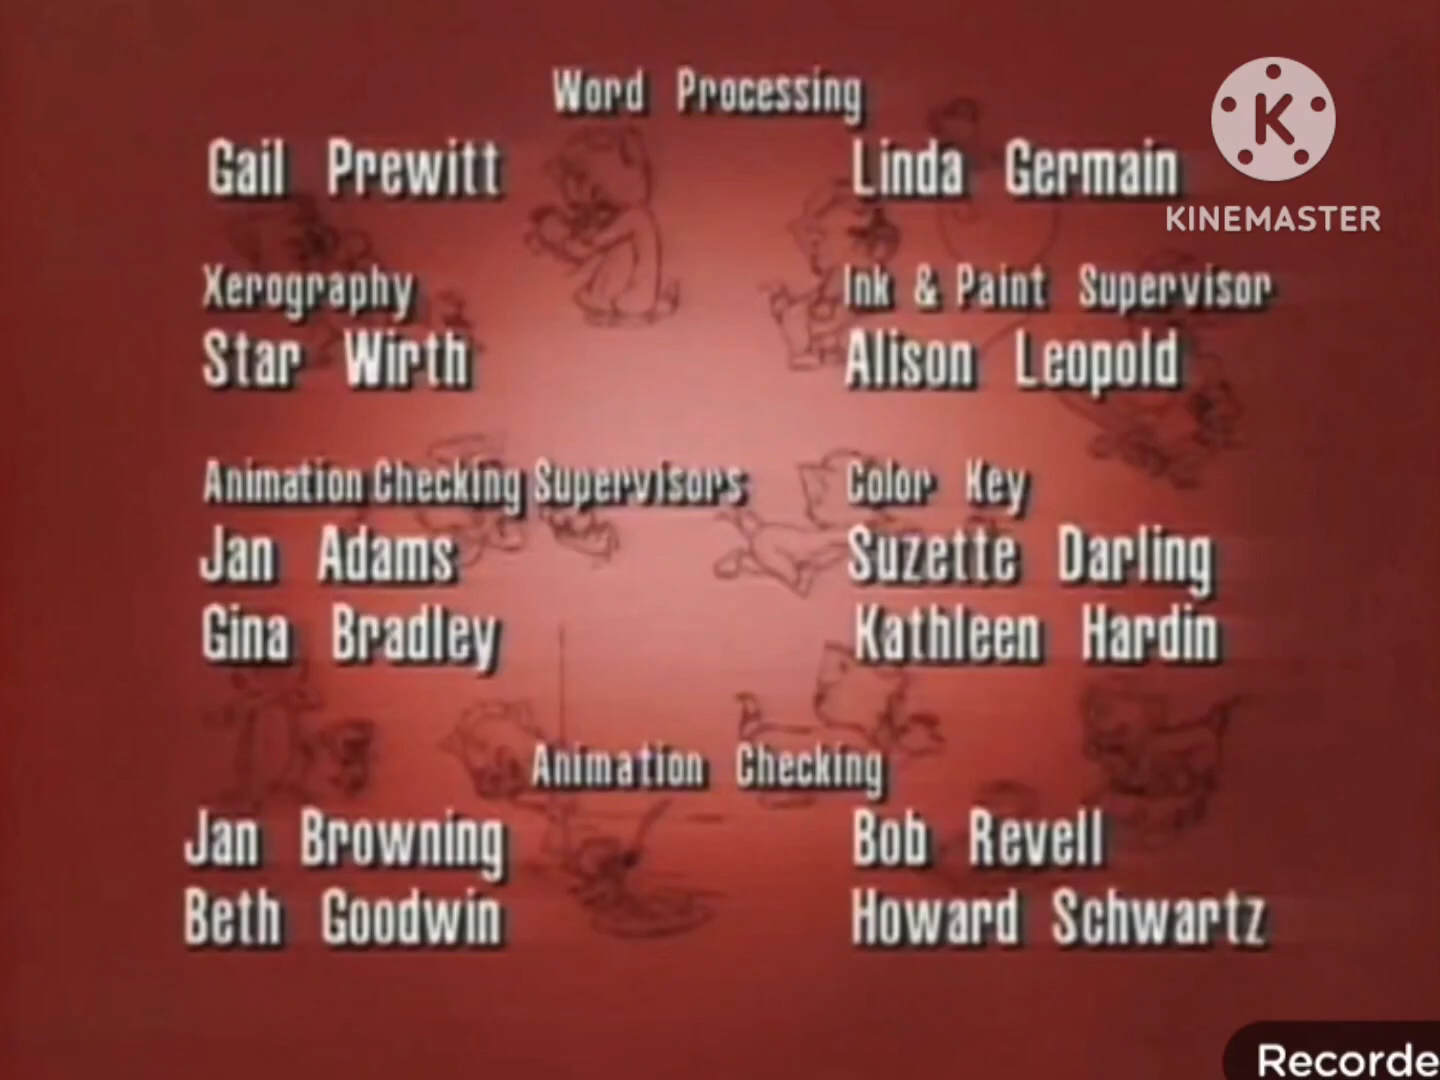 Word Processing
Gail Prewitt
Linda Germain
KINEMASTER
Xerography
Star Wirth
Ink & Paint Supervisor
Alison Leopold
Animation Checking Supervisors
Jan Adams
Gina Bradley
Color Key
Suzette Darling
Kathleen Hardin
Animation Checking
Jan Browning
Bob Revell
Beth Goodwin
Howard Schwartz
Recorde